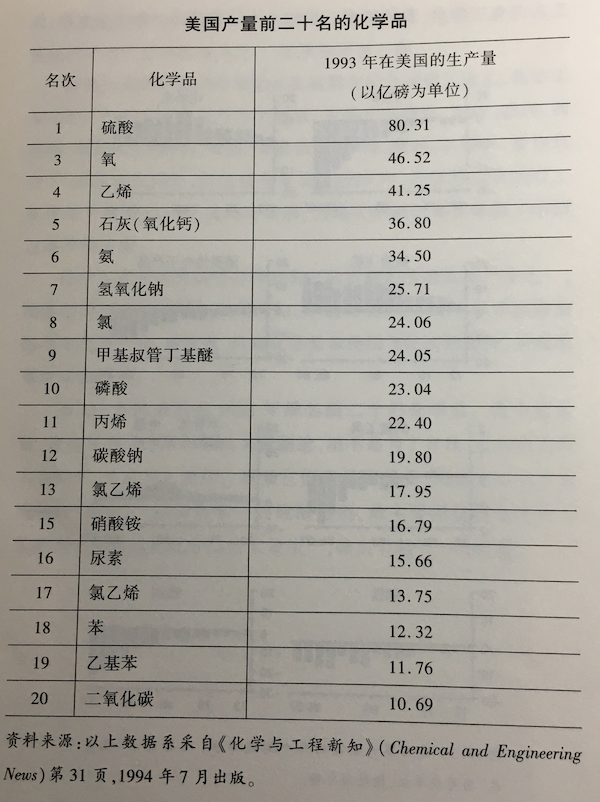 美国产量前二十名的化学品
名次 化学品 1993 年在美国的生产量
(以亿磅为单位)
1 硫酸 80.31
3 氧 46.52
4 乙烯 41.25
5 石灰(氧化钙) 36.80
6 氨 34.50
7 氢氧化钠 25.71
8 氯 24.06
9 甲基叔管丁基醚 24.05
10 磷酸 23.04
11 丙烯 22.40
12 碳酸钠 19.80
13 氯乙烯 17.95
15 硝酸铵 16.79
16 尿素 15.66
17 氯乙烯 13.75
18 苯 12.32
19 乙基苯 11.76
20 二氧化碳 10.69
资料来源:以上数据系采自《化学与工程新知》(Chemical and Engineering
News)第 31 页,1994 年 7 月出版。